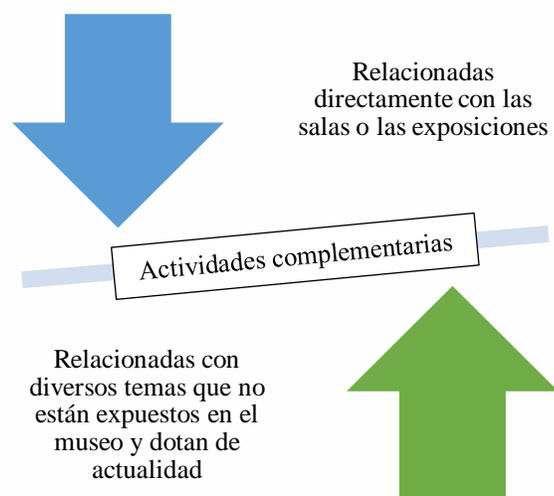 Relacionadas
directamente con las
salas o las exposiciones
Actividades complementarias
Relacionadas con
diversos temas que no
están expuestos en el
museo y dotan de
actualidad